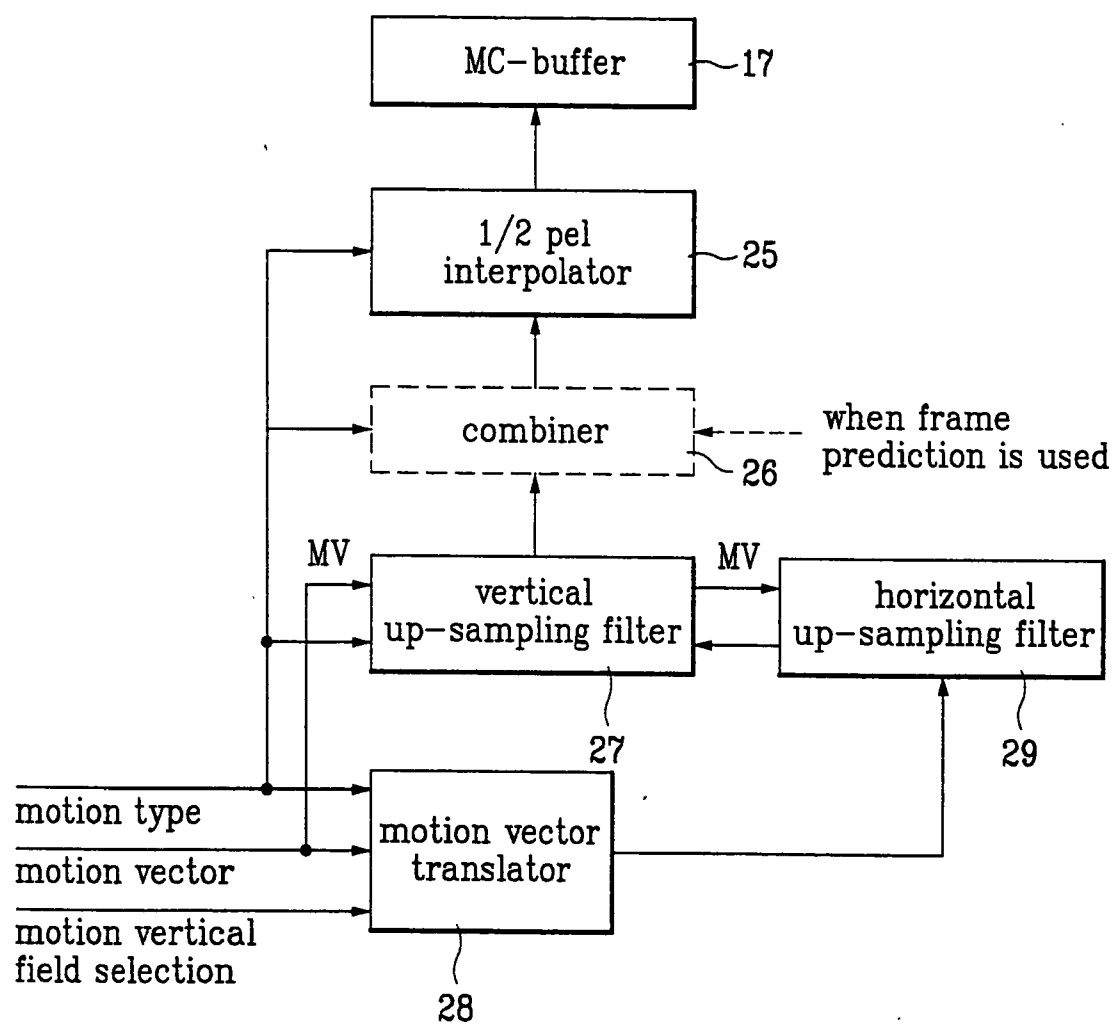 MC-buffer
17
1/2 pel
interpolator
25
combiner
26
when frame
prediction is used
MV
vertical
up-sampling filter
27
MV
horizontal
up-sampling filter
29
motion type
motion vector
motion vertical
field selection
motion vector
translator
28